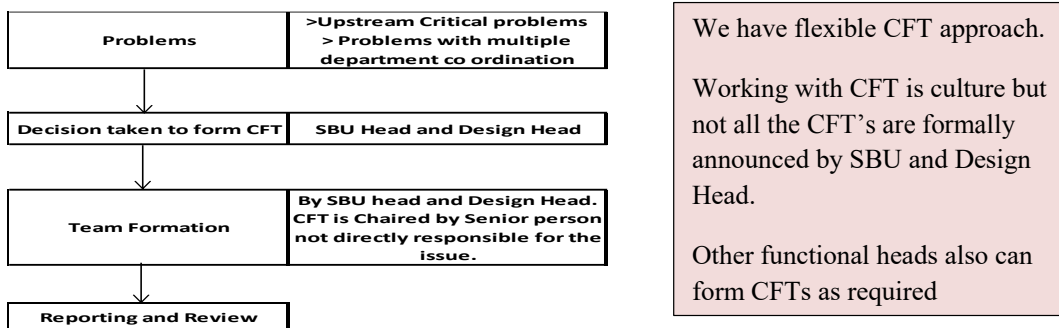 Problems
>Upstream Critical problems
> Problems with multiple
department co ordination
Decision taken to form CFT
SBU Head and Design Head
Team Formation
By SBU head and Design Head.
CFT is Chaired by Senior person
not directly responsible for the
issue.
Reporting and Review
We have flexible CFT approach.
Working with CFT is culture but
not all the CFT’s are formally
announced by SBU and Design
Head.
Other functional heads also can
form CFTs as required